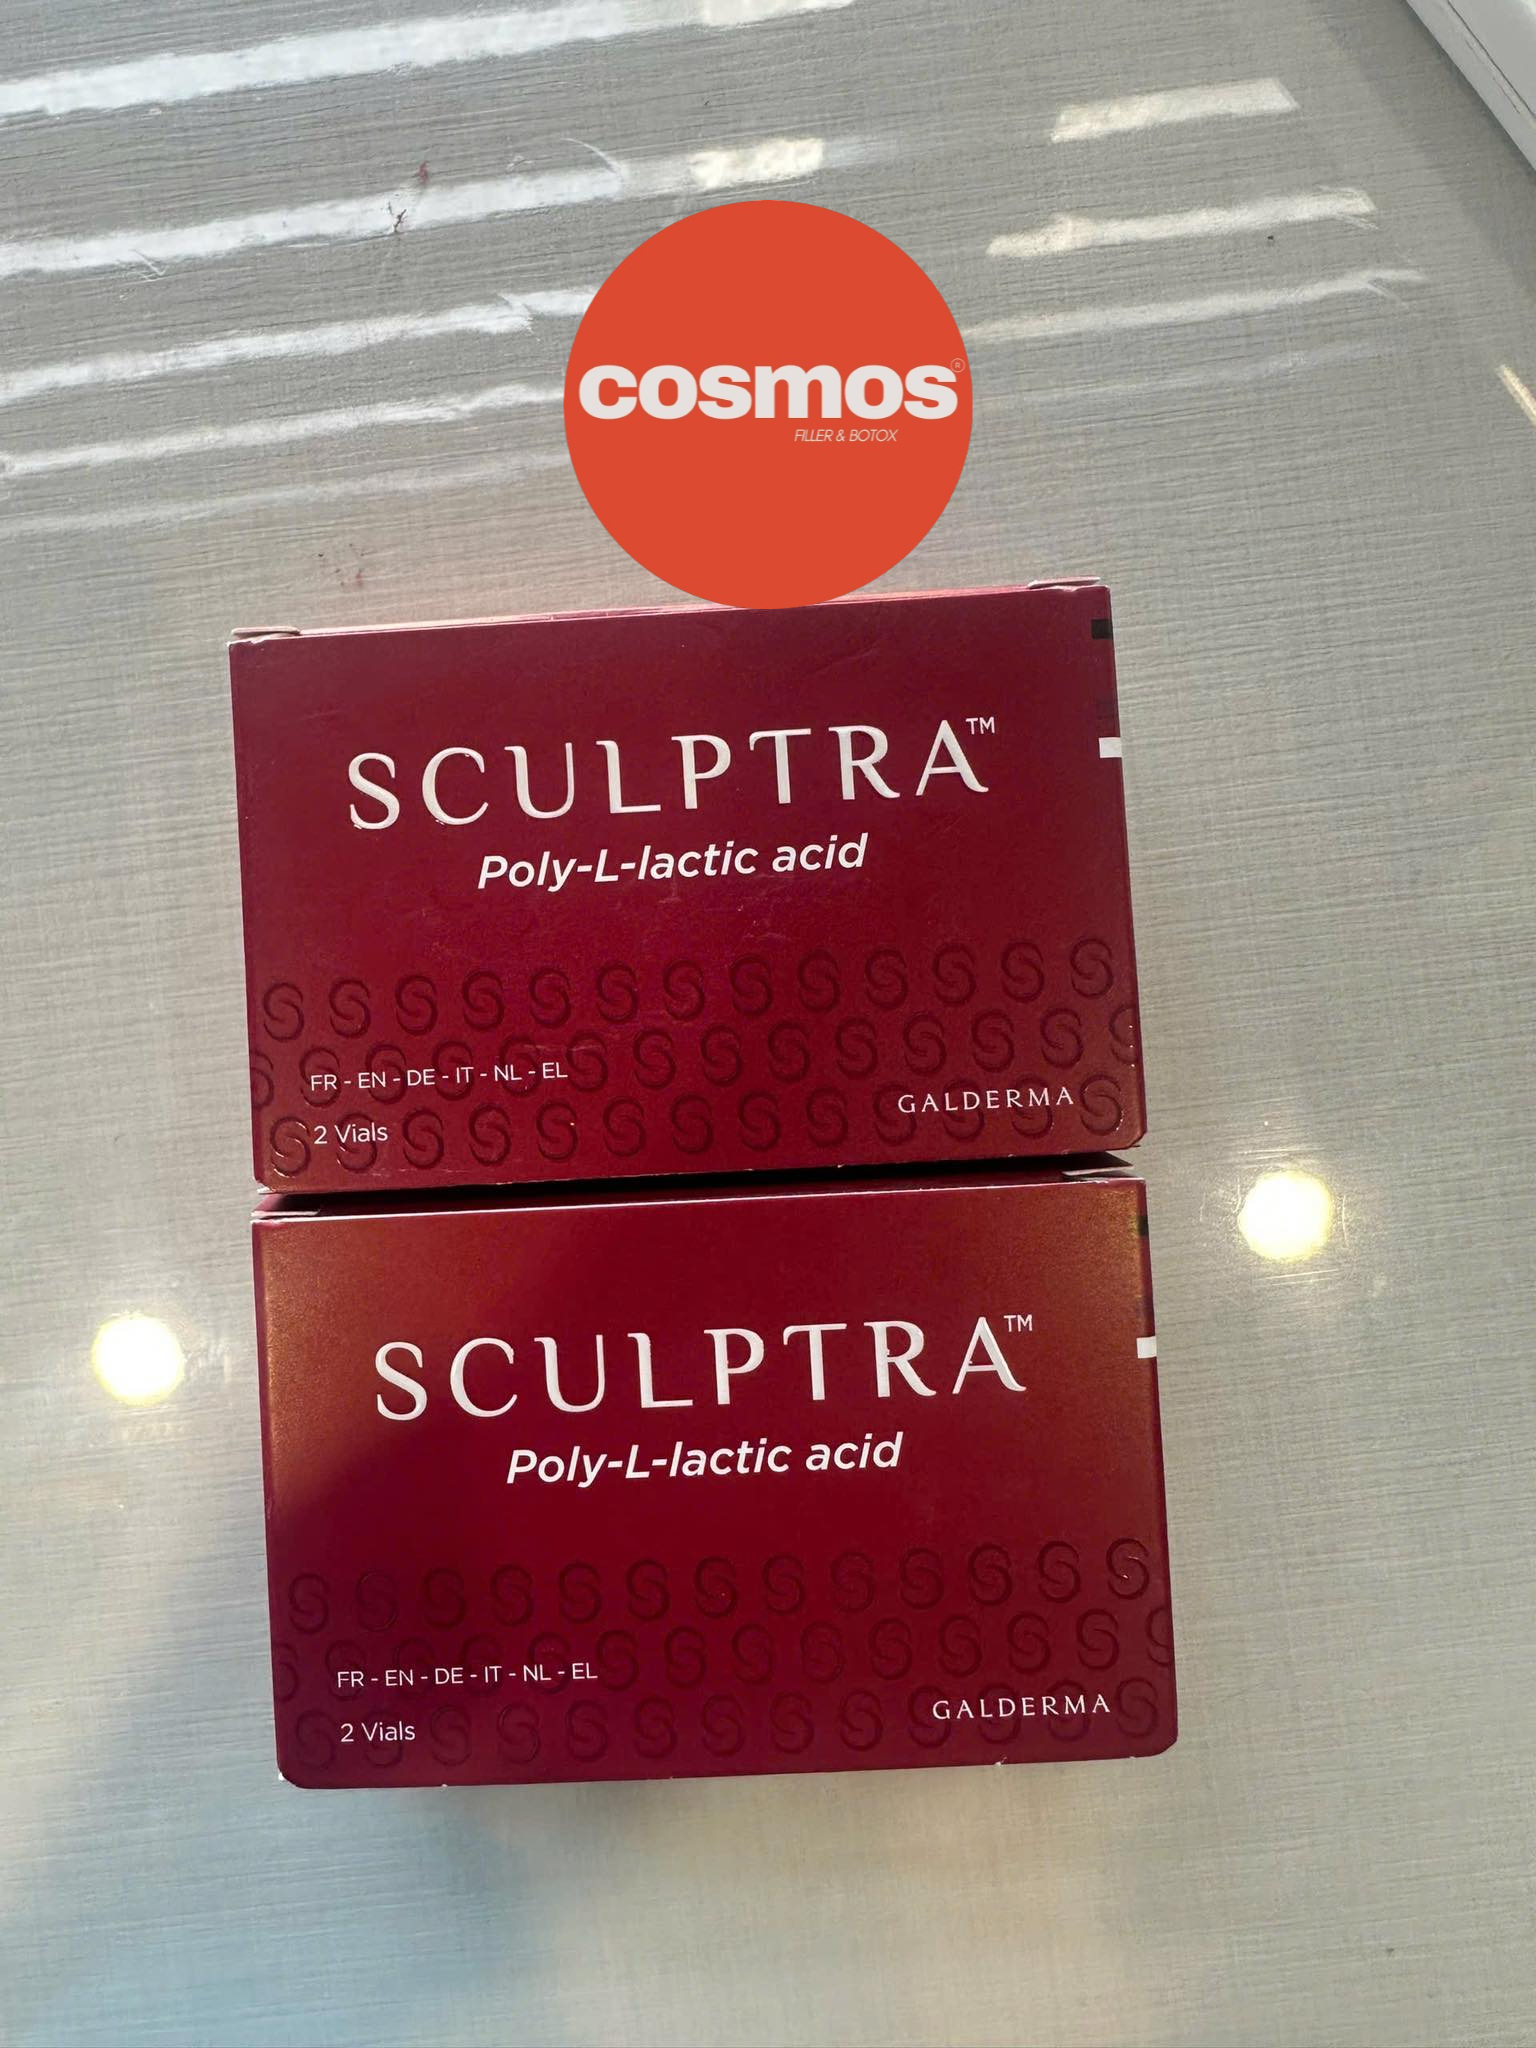 cosmos®
FILLER & BOTOX
SCULPTRA™
Poly-L-lactic acid
FR - EN - DE - IT - NL - EL
2 Vials
GALDERMA
SCULPTRA™
Poly-L-lactic acid
FR - EN - DE - IT - NL - EL
2 Vials
GALDERMA